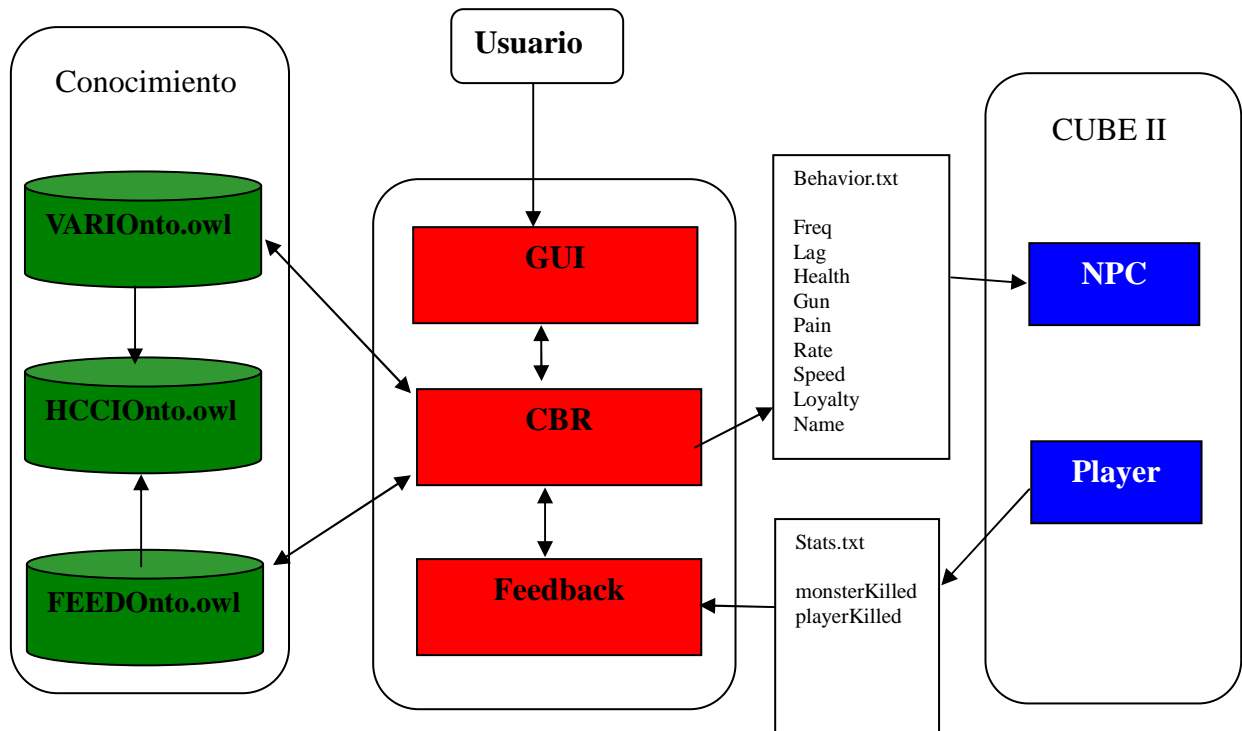 Usuario
Conocimiento
VARIOnto.owl
HCCIOnto.owl
FEEDOnto.owl
GUI
CBR
Feedback
Behavior.txt
Freq
Lag
Health
Gun
Pain
Rate
Speed
Loyalty
Name
Stats.txt
monsterKilled
playerKilled
CUBE II
NPC
Player